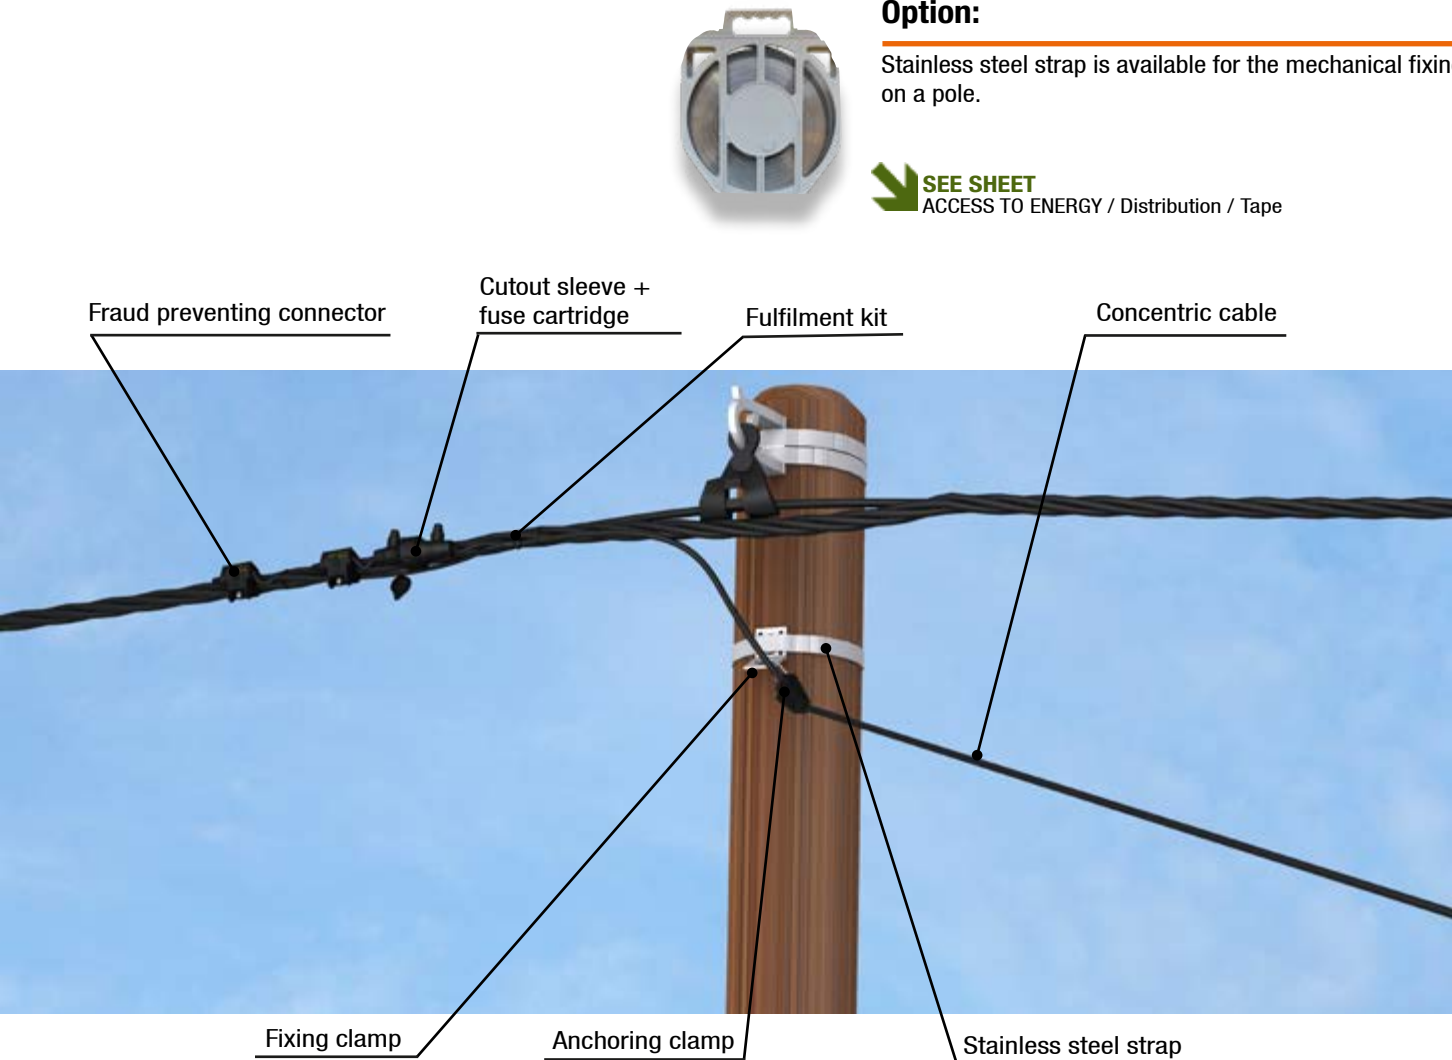 Option:
Stainless steel strap is available for the mechanical
on a pole.
SEE SHEET
ACCESS TO ENERGY / Distribution / Tape
Fraud preventing connector
Cutout sleeve +
fuse cartridge
Fulfilment kit
Concentric cable
Fixing clamp
Anchoring clamp
Stainless steel strap